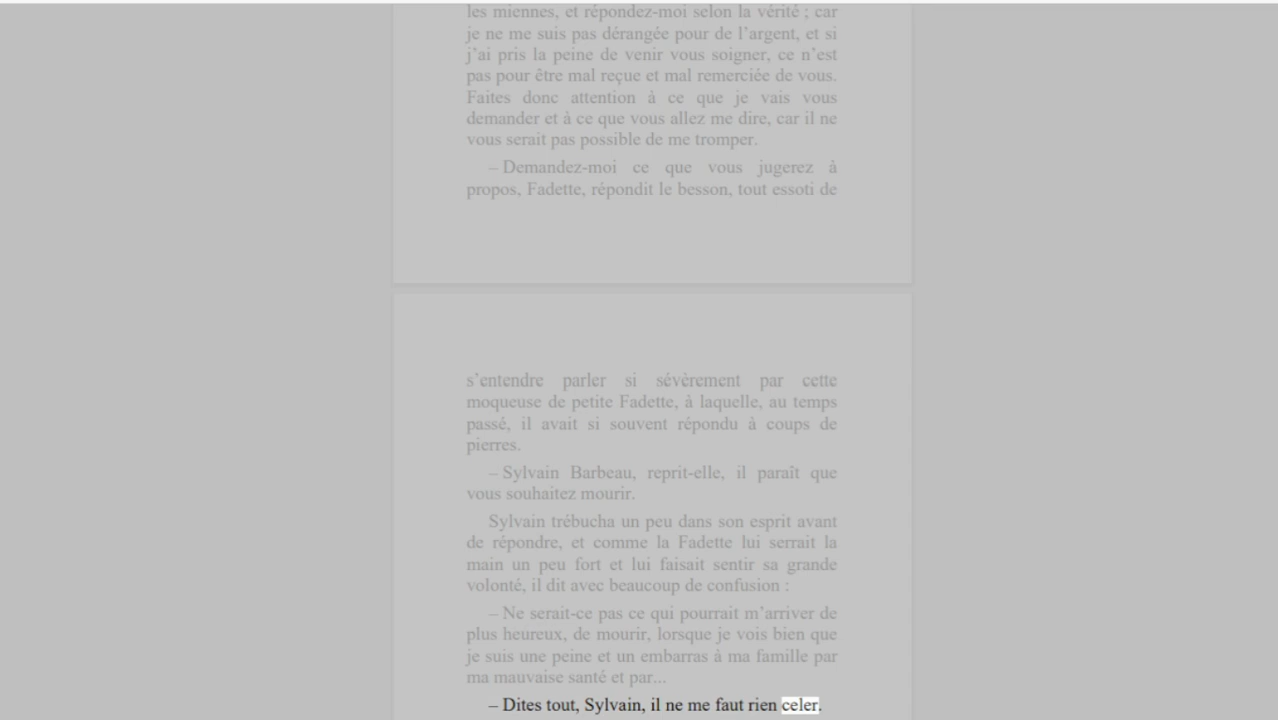 les miennes, et répondez-moi selon la vérité ; car
je ne me suis pas dérangée pour de l’argent, et si
j’ai pris la peine de venir vous soigner, ce n’est
pas pour être mal reçue et mal remerciée de vous.
Faites donc attention à ce que je vais vous
demander et à ce que vous allez me dire, car il ne
vous serait pas possible de me tromper.
– Demandez-moi ce que vous jugerez à
propos, Fadette, répondit le besson, tout essoti de
s’entendre parler si sévèrement par cette
moqueuse de petite Fadette, à laquelle, au temps
passé, il avait si souvent répondu à coups de
pierres.
– Sylvain Barbeau, reprit-elle, il paraît que
vous souhaitez mourir.
Sylvain trébucha un peu dans son esprit avant
de répondre, et comme la Fadette lui serrait la
main un peu fort et lui faisait sentir sa grande
volonté, il dit avec beaucoup de confusion :
– Ne serait-ce pas ce qui pourrait m’arriver de
plus heureux, de mourir, lorsque je vois bien que
je suis une peine et un embarras à ma famille par
ma mauvaise santé et par...
– Dites tout, Sylvain, il ne me faut rien celer.